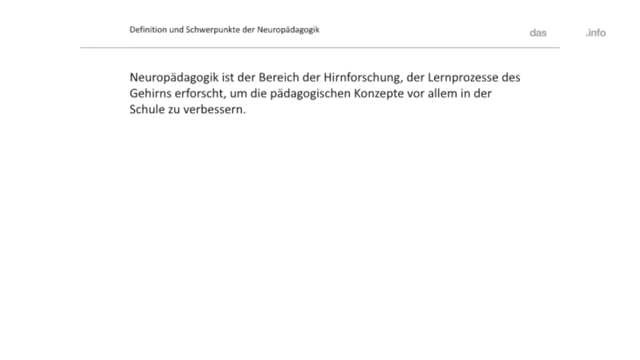 Definition und Schwerpunkte der Neuropädagogik
das .info
Neuropädagogik ist der Bereich der Hirnforschung, der Lernprozesse des
Gehirns erforscht, um die pädagogischen Konzepte vor allem in der
Schule zu verbessern.